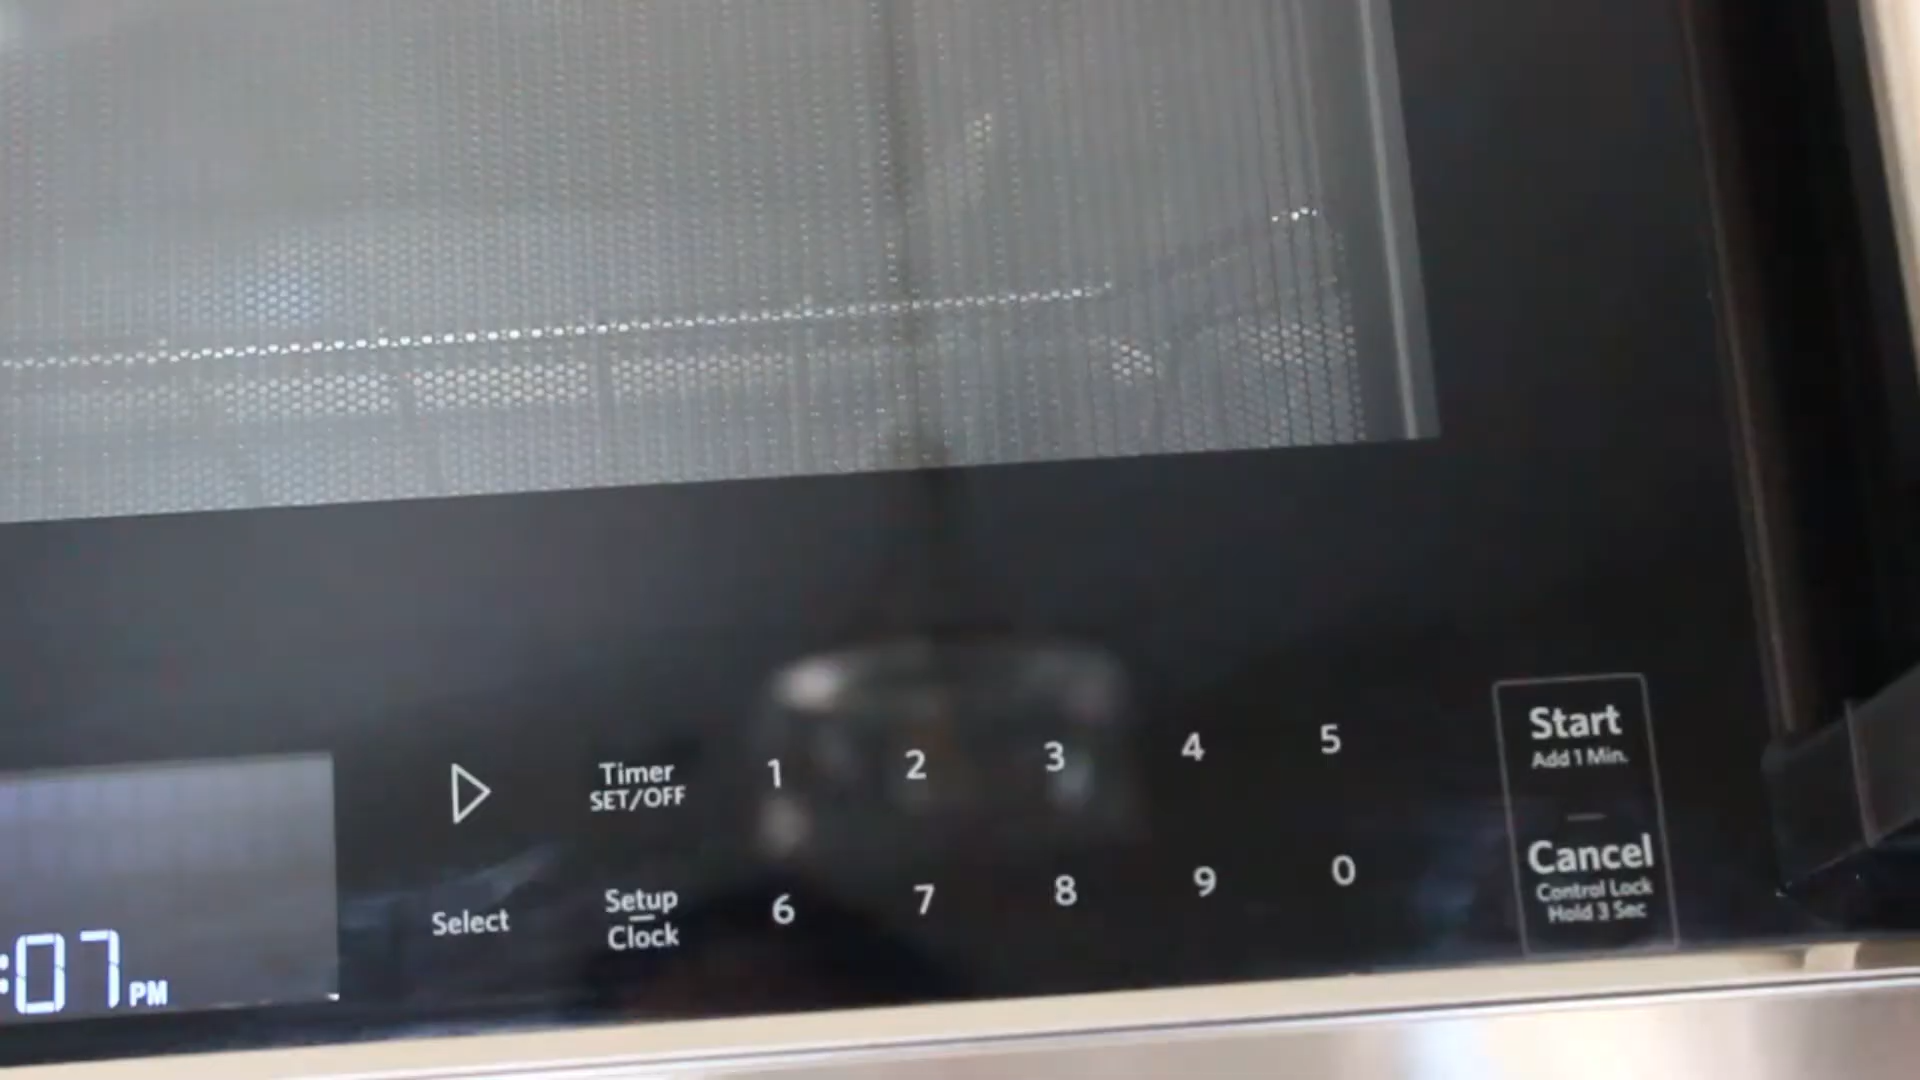 :07 PM
Select
Timer
SET/OFF
Setup
Clock
1 2 3 4 5
6 7 8 9 0
Start
Add 1 Min.
Cancel
Control Lock
Hold 3 Sec